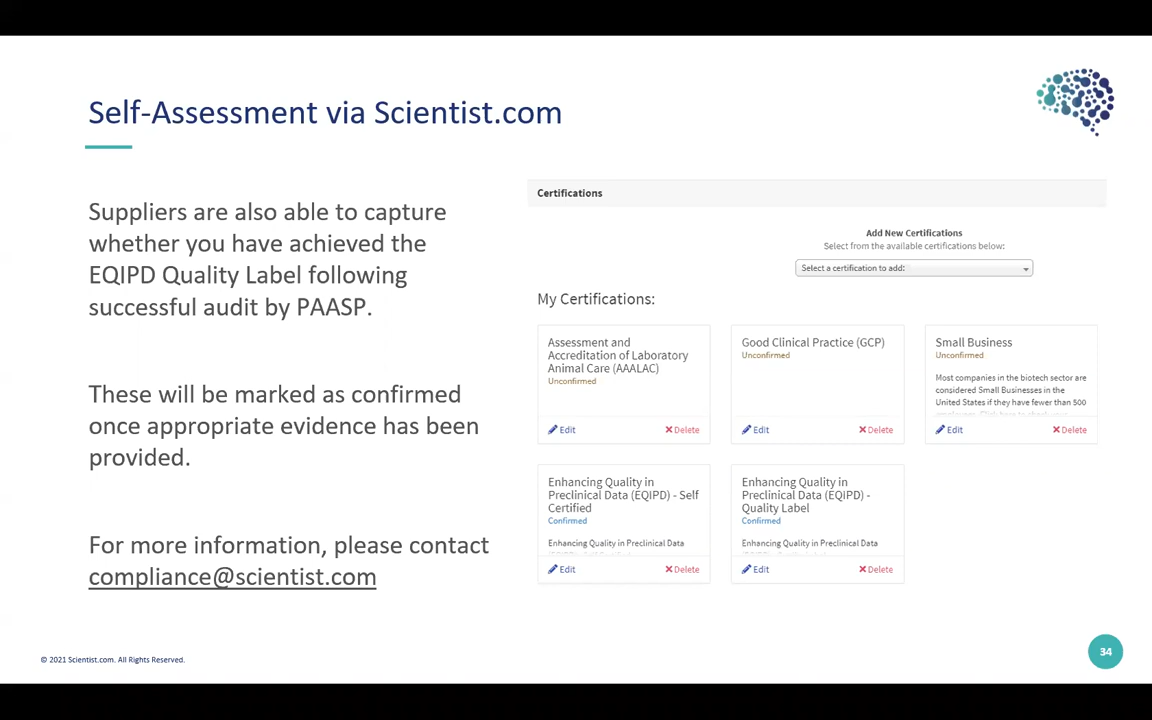 Self-Assessment via Scientist.com
Suppliers are also able to capture
whether you have achieved the
EQIPD Quality Label following
successful audit by PAASP.
These will be marked as confirmed
once appropriate evidence has been
provided.
For more information, please contact
compliance@scientist.com
Certifications
Add New Certifications
Select from the available certifications below:
Select a certification to add:
My Certifications:
Assessment and
Accreditation of Laboratory
Animal Care (AAALAC)
Unconfirmed
Edit
Delete
Good Clinical Practice (GCP)
Unconfirmed
Edit
Delete
Small Business
Unconfirmed
Most companies in the biotech sector are
considered Small Businesses in the
United States if they have fewer than 500
Edit
Delete
Enhancing Quality in
Preclinical Data (EQIPD) - Self
Certified
Confirmed
Enhancing Quality in Preclinical Data
Edit
Delete
Enhancing Quality in
Preclinical Data (EQIPD) -
Quality Label
Confirmed
Enhancing Quality in Preclinical Data
Edit
Delete
© 2021 Scientist.com. All Rights Reserved.
34